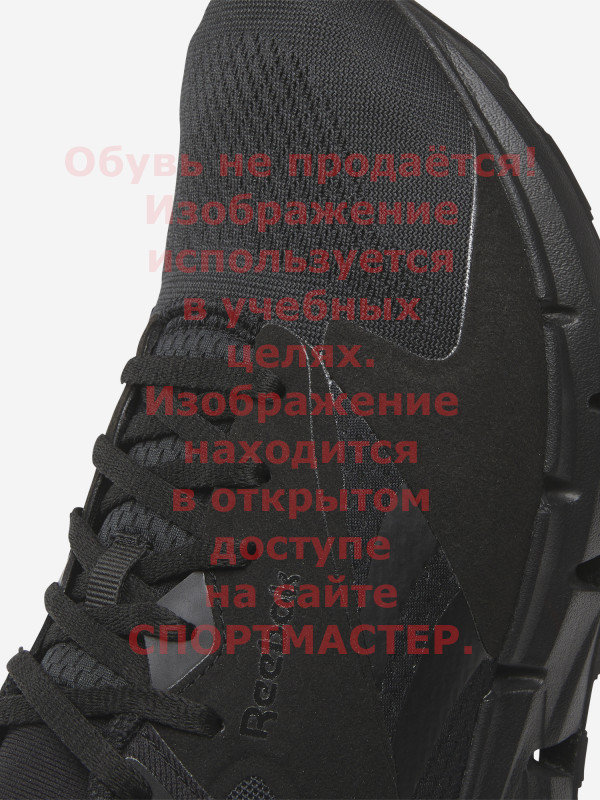 Обувь не продаётся!
Изображение
используется
в учебных
целях.
Изображение
находится
в открытом
доступе
на сайте
СПОРТМАСТЕР.
Reebok